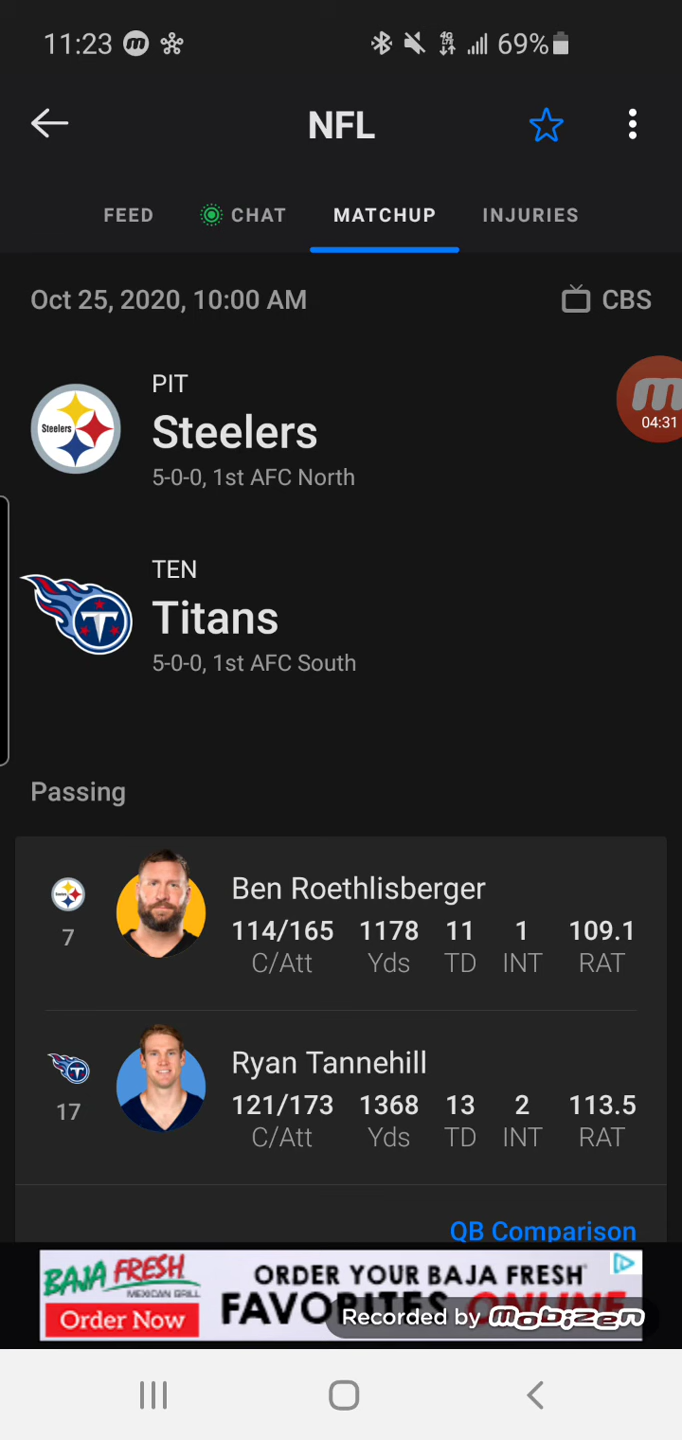 11:23 69%
NFL
FEED CHAT MATCHUP INJURIES
Oct 25, 2020, 10:00 AM CBS
PIT
Steelers
Steelers
5-0-0, 1st AFC North
04:31
TEN
Titans
5-0-0, 1st AFC South
Passing
Ben Roethlisberger
7 114/165 1178 11 1 109.1
C/Att Yds TD INT RAT
Ryan Tannehill
17 121/173 1368 13 2 113.5
C/Att Yds TD INT RAT
QB Comparison
BAJA FRESH
MEXICAN GRILL
Order Now
ORDER YOUR BAJA FRESH
FAVORITES ONLINE
Recorded by mobizen